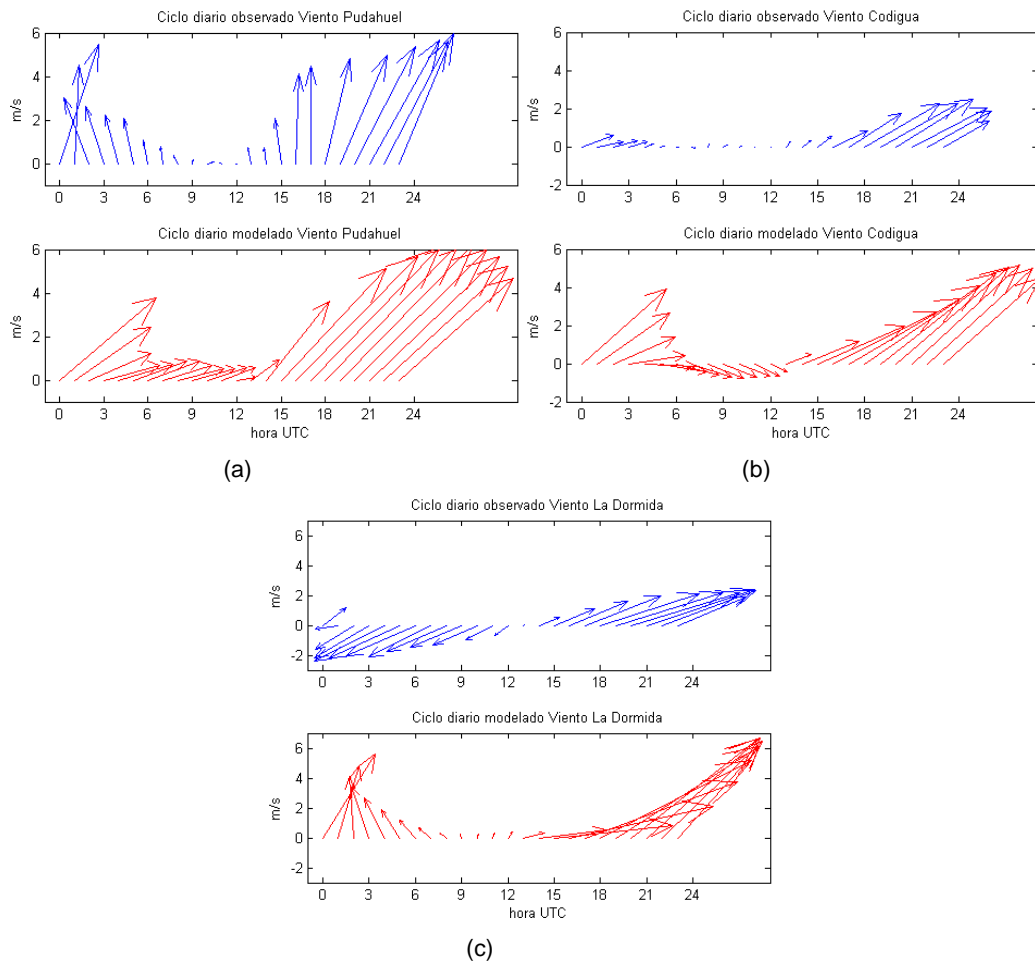 Ciclo diario observado Viento Pudahuel
6
4
2
0
m/s
0 3 6 9 12 15 18 21 24
Ciclo diario modelado Viento Pudahuel
6
4
2
0
m/s
0 3 6 9 12 15 18 21 24
hora UTC
(a)
Ciclo diario observado Viento Codigua
6
4
2
0
-2
m/s
0 3 6 9 12 15 18 21 24
Ciclo diario modelado Viento Codigua
6
4
2
0
-2
m/s
0 3 6 9 12 15 18 21 24
hora UTC
(b)
Ciclo diario observado Viento La Dormida
6
4
2
0
-2
m/s
0 3 6 9 12 15 18 21 24
Ciclo diario modelado Viento La Dormida
6
4
2
0
-2
m/s
0 3 6 9 12 15 18 21 24
hora UTC
(c)